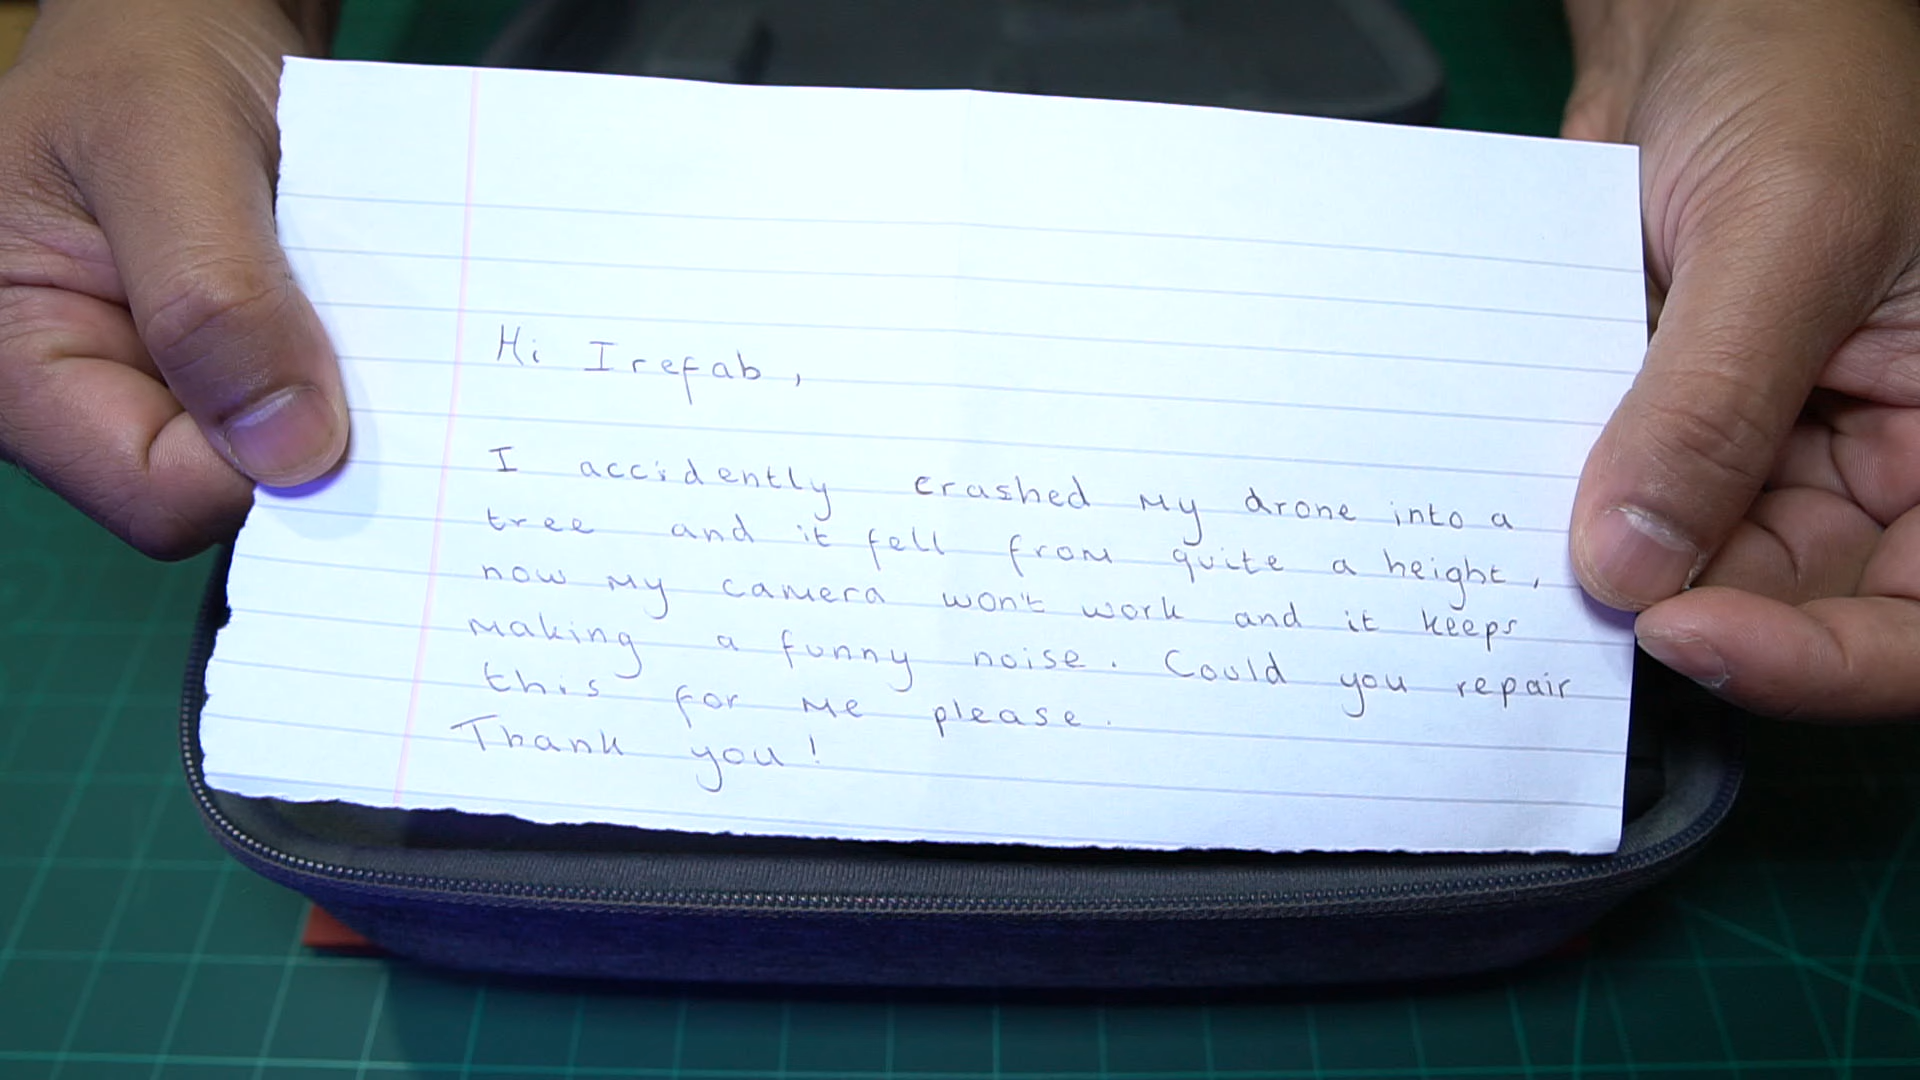 Hi Irefab,
I accidently crashed my drone into a
tree and it fell from quite a height,
now my camera won't work and it keeps
making a funny noise. Could you repair
this for me please.
Thank you!